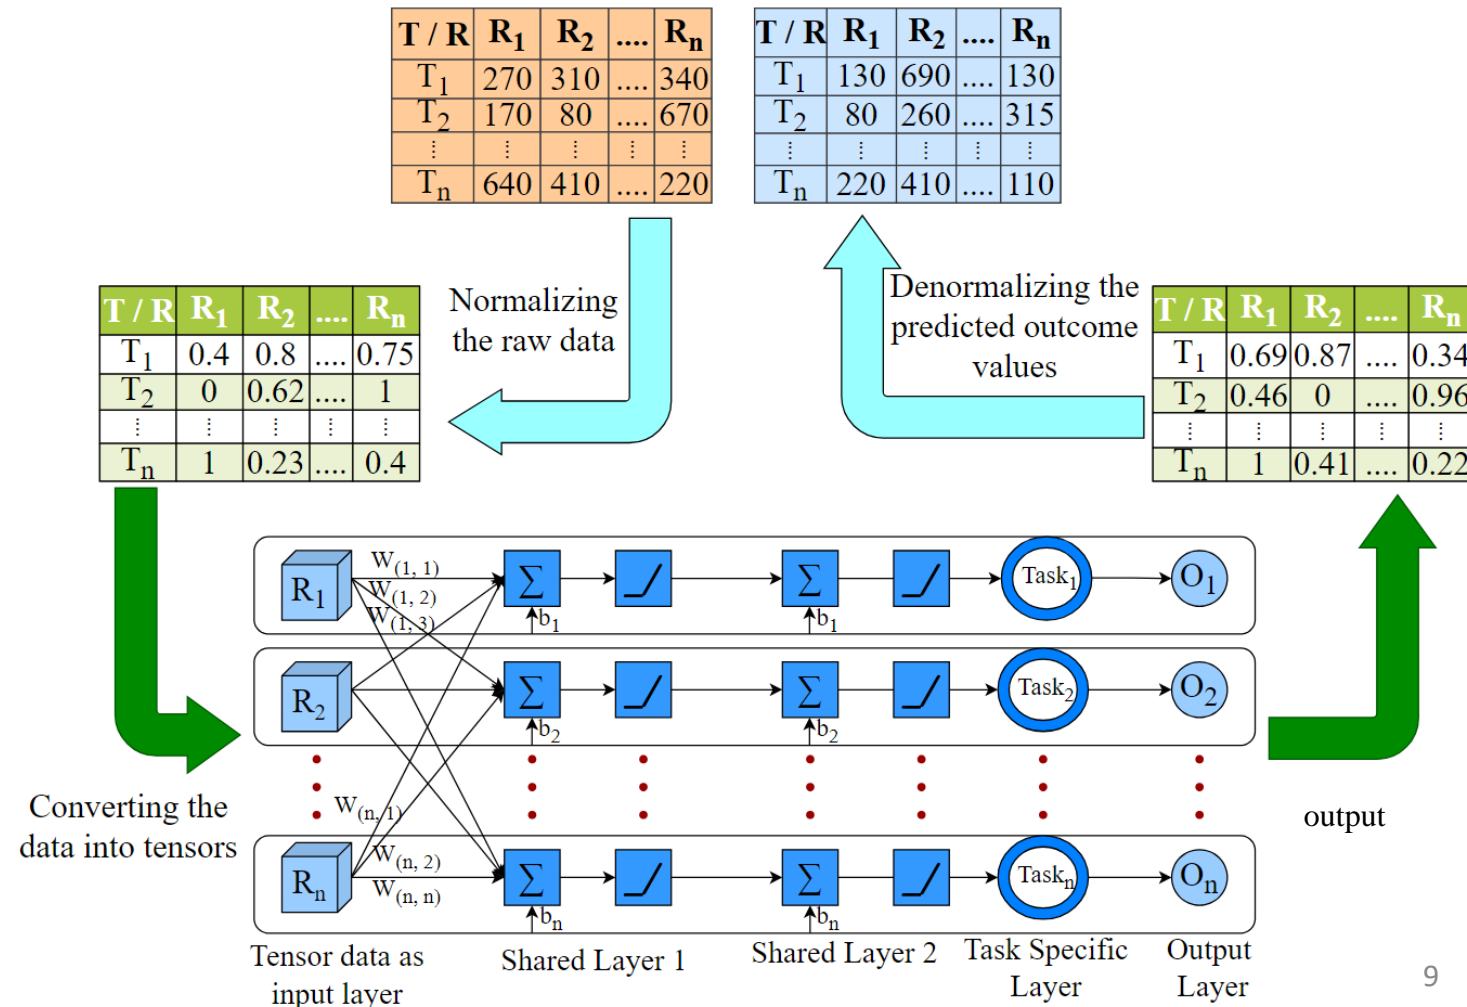 T / R R₁ R₂ .... Rₙ
T₁ 270 310 .... 340
T₂ 170 80 .... 670
⋮ ⋮ ⋮ ⋮ ⋮
Tₙ 640 410 .... 220
T / R R₁ R₂ .... Rₙ
T₁ 130 690 .... 130
T₂ 80 260 .... 315
⋮ ⋮ ⋮ ⋮ ⋮
Tₙ 220 410 .... 110
Normalizing
the raw data
Denormalizing the
predicted outcome
values
T / R R₁ R₂ .... Rₙ
T₁ 0.4 0.8 .... 0.75
T₂ 0 0.62 .... 1
⋮ ⋮ ⋮ ⋮ ⋮
Tₙ 1 0.23 .... 0.4
T / R R₁ R₂ .... Rₙ
T₁ 0.69 0.87 .... 0.34
T₂ 0.46 0 .... 0.96
⋮ ⋮ ⋮ ⋮ ⋮
Tₙ 1 0.41 .... 0.22
Converting the
data into tensors
R₁ W(1, 1) Σ Σ Task₁ O₁
W(1, 2)
W(1, 3)
b₁ b₁
R₂ Σ Σ Task₂ O₂
b₂ b₂
W(n, 1)
W(n, 2)
Rₙ Σ Σ Taskₙ Oₙ
W(n, n)
bₙ bₙ
output
Tensor data as
input layer
Shared Layer 1
Shared Layer 2
Task Specific
Layer
Output
Layer
9